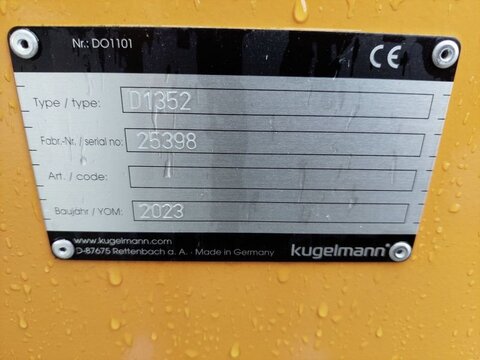 Nr.: DO1101 CE
Type / type: D1352
Fabr.-Nr. / serial no: 25398
Art. / code:
Baujahr / YOM: 2023
www.kugelmann.com
D-87675 Rettenbach a. A. · Made in Germany kugelmann